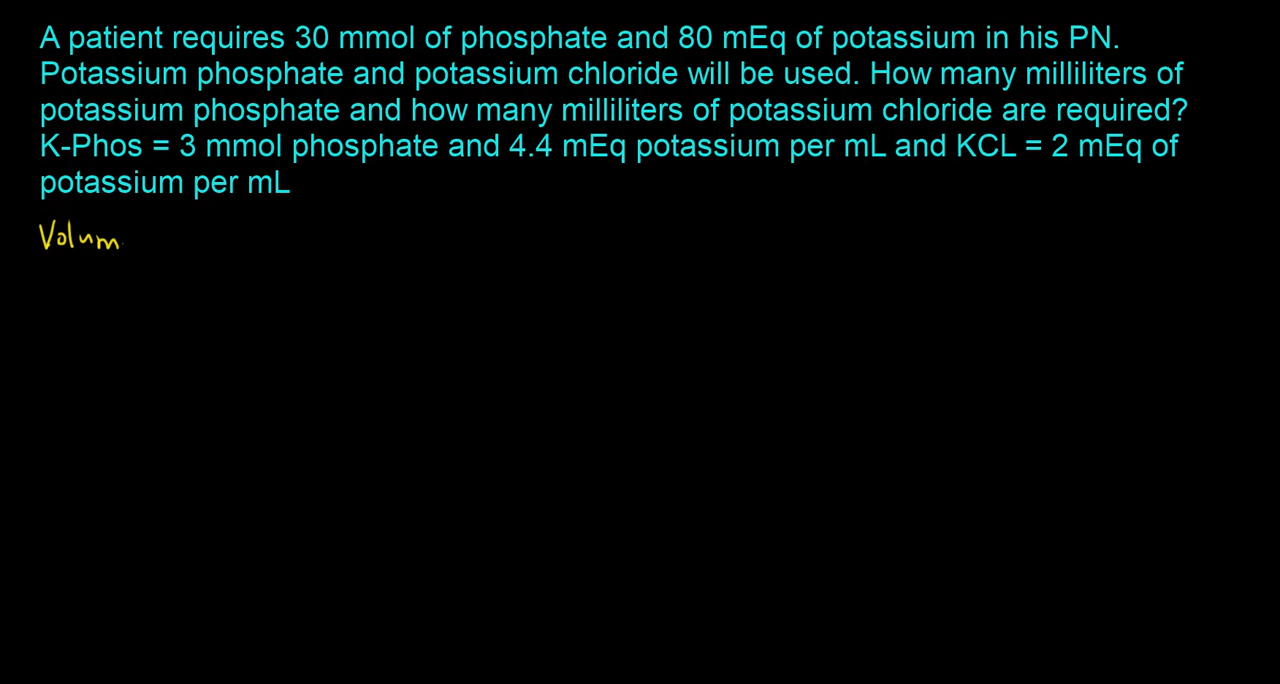 A patient requires 30 mmol of phosphate and 80 mEq of potassium in his PN.
Potassium phosphate and potassium chloride will be used. How many milliliters of
potassium phosphate and how many milliliters of potassium chloride are required?
K-Phos = 3 mmol phosphate and 4.4 mEq potassium per mL and KCL = 2 mEq of
potassium per mL
Volum